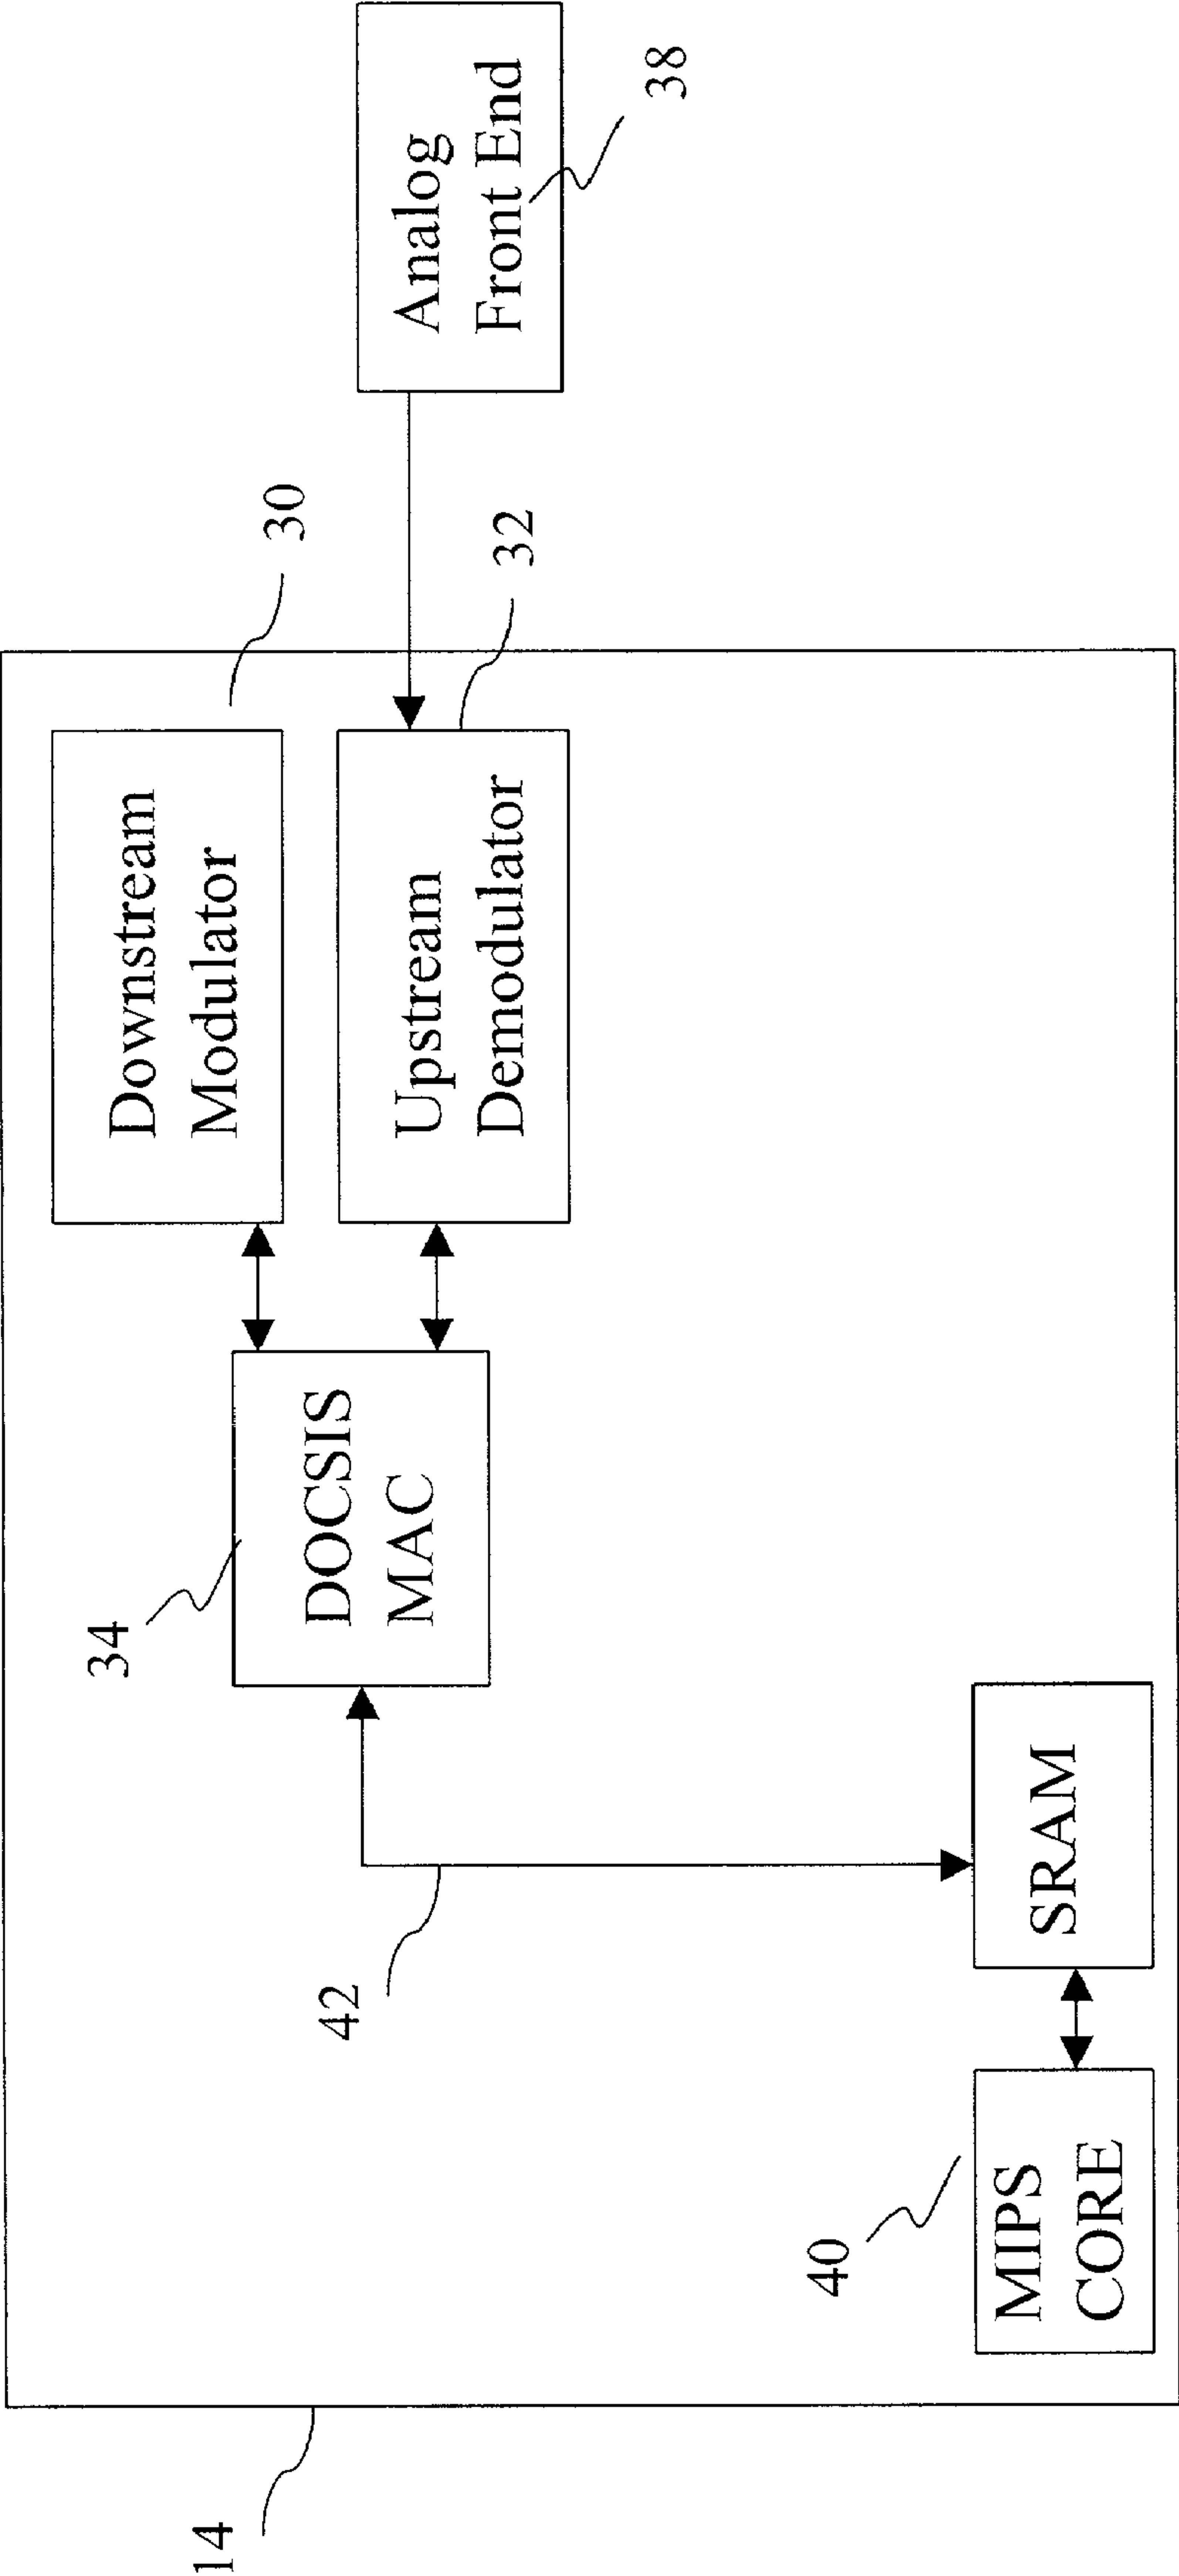 14
30
Downstream
Modulator
34
DOCSIS
MAC
Upstream
Demodulator
32
Analog
Front End
38
42
40
MIPS
CORE
SRAM